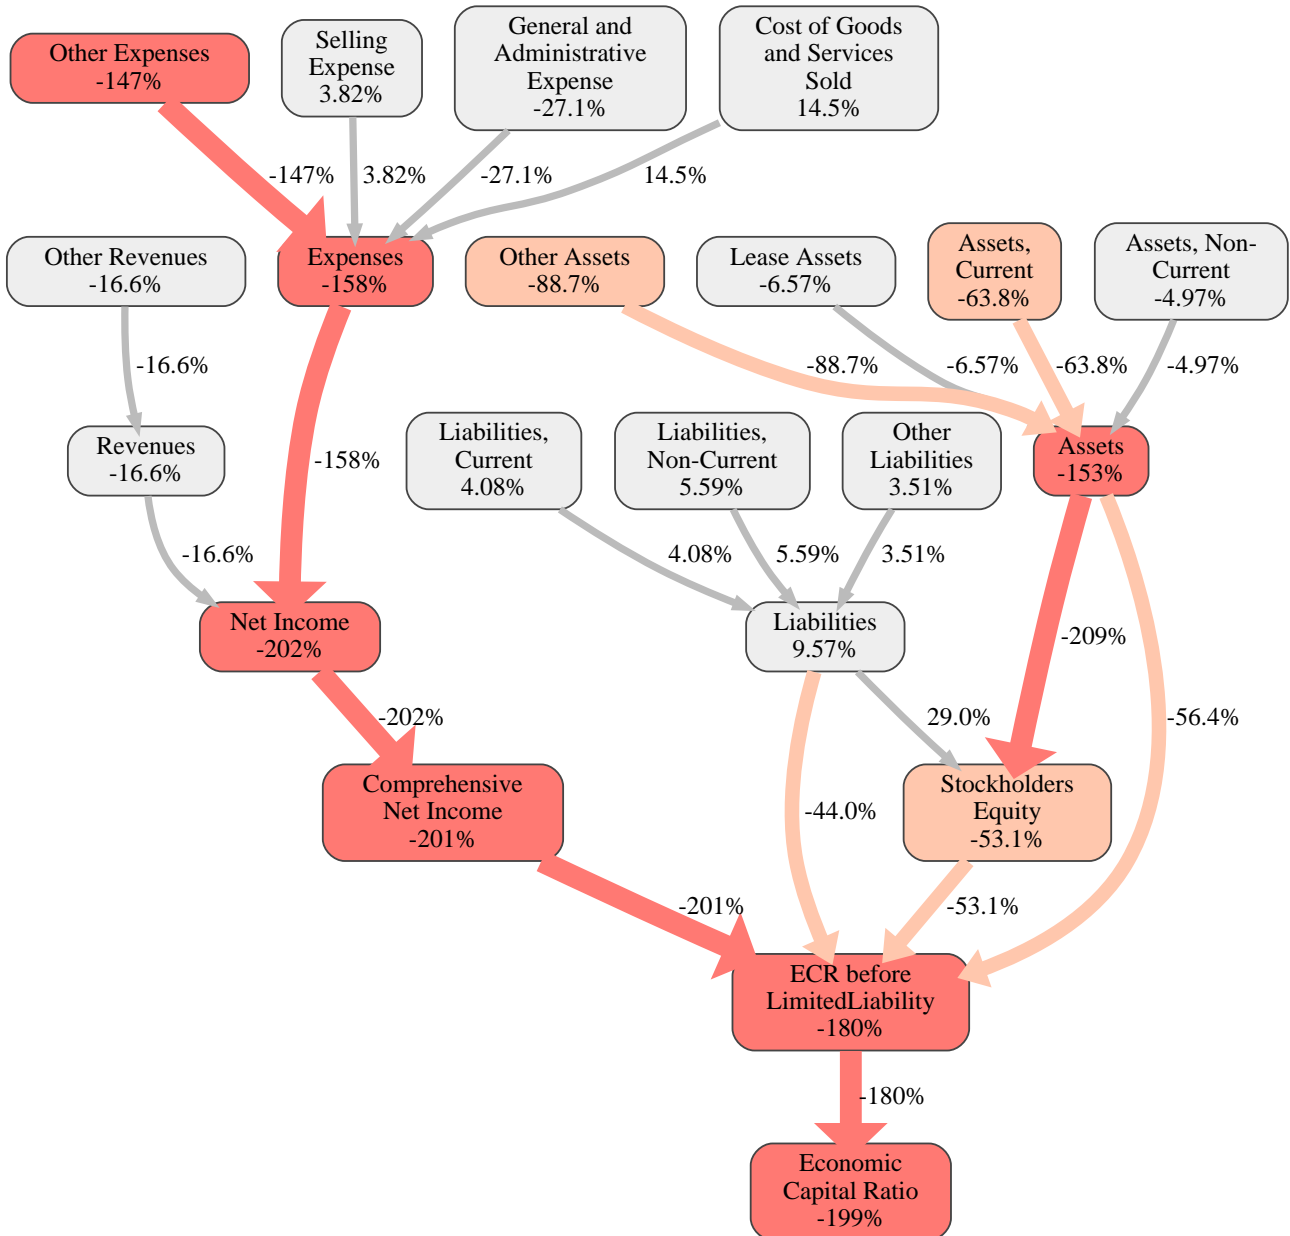 Other Expenses
-147%
Selling
Expense
3.82%
General and
Administrative
Expense
-27.1%
Cost of Goods
and Services
Sold
14.5%
-147%
3.82%
-27.1%
14.5%
Other Revenues
-16.6%
Expenses
-158%
Other Assets
-88.7%
Lease Assets
-6.57%
Assets,
Current
-63.8%
Assets, Non-
Current
-4.97%
-16.6%
-88.7%
-6.57%
-63.8%
-4.97%
Revenues
-16.6%
-158%
Liabilities,
Current
4.08%
Liabilities,
Non-Current
5.59%
Other
Liabilities
3.51%
Assets
-153%
-16.6%
4.08%
5.59%
3.51%
Net Income
-202%
Liabilities
9.57%
-209%
-202%
29.0%
-56.4%
Comprehensive
Net Income
-201%
-44.0%
Stockholders
Equity
-53.1%
-201%
-53.1%
ECR before
LimitedLiability
-180%
-180%
Economic
Capital Ratio
-199%